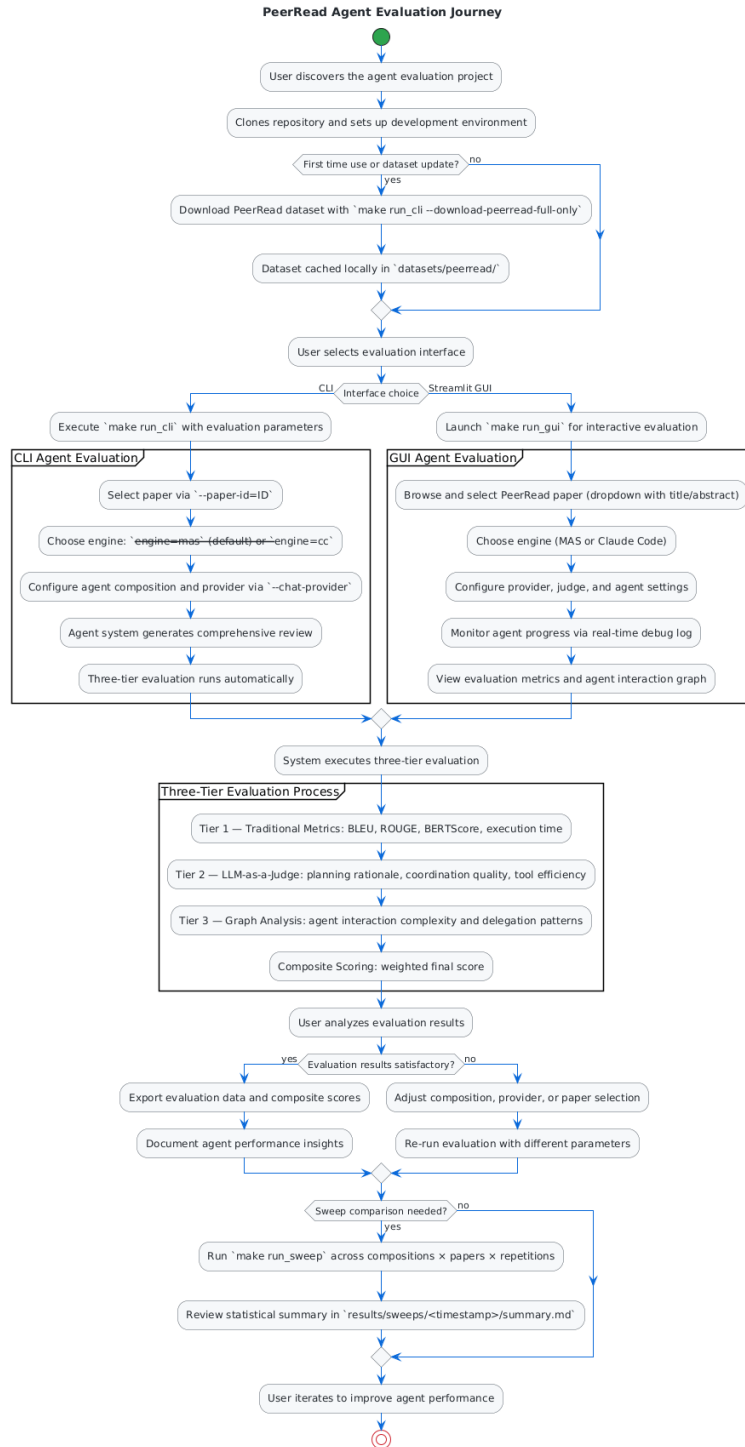 PeerRead Agent Evaluation Journey
User discovers the agent evaluation project
Clones repository and sets up development environment
First time use or dataset update?
no
yes
Download PeerRead dataset with `make run_cli --download-peerread-full-only`
Dataset cached locally in `datasets/peerread/`
User selects evaluation interface
CLI
Interface choice
Streamlit GUI
Execute `make run_cli` with evaluation parameters
CLI Agent Evaluation
Select paper via `--paper-id=ID`
Choose engine: `engine=mas` (default) or `engine=cc`
Configure agent composition and provider via `--chat-provider`
Agent system generates comprehensive review
Three-tier evaluation runs automatically
Launch `make run_gui` for interactive evaluation
GUI Agent Evaluation
Browse and select PeerRead paper (dropdown with title/abstract)
Choose engine (MAS or Claude Code)
Configure provider, judge, and agent settings
Monitor agent progress via real-time debug log
View evaluation metrics and agent interaction graph
System executes three-tier evaluation
Three-Tier Evaluation Process
Tier 1 — Traditional Metrics: BLEU, ROUGE, BERTScore, execution time
Tier 2 — LLM-as-a-Judge: planning rationale, coordination quality, tool efficiency
Tier 3 — Graph Analysis: agent interaction complexity and delegation patterns
Composite Scoring: weighted final score
User analyzes evaluation results
yes
Evaluation results satisfactory?
no
Export evaluation data and composite scores
Document agent performance insights
Adjust composition, provider, or paper selection
Re-run evaluation with different parameters
Sweep comparison needed?
no
yes
Run `make run_sweep` across compositions × papers × repetitions
Review statistical summary in `results/sweeps/<timestamp>/summary.md`
User iterates to improve agent performance